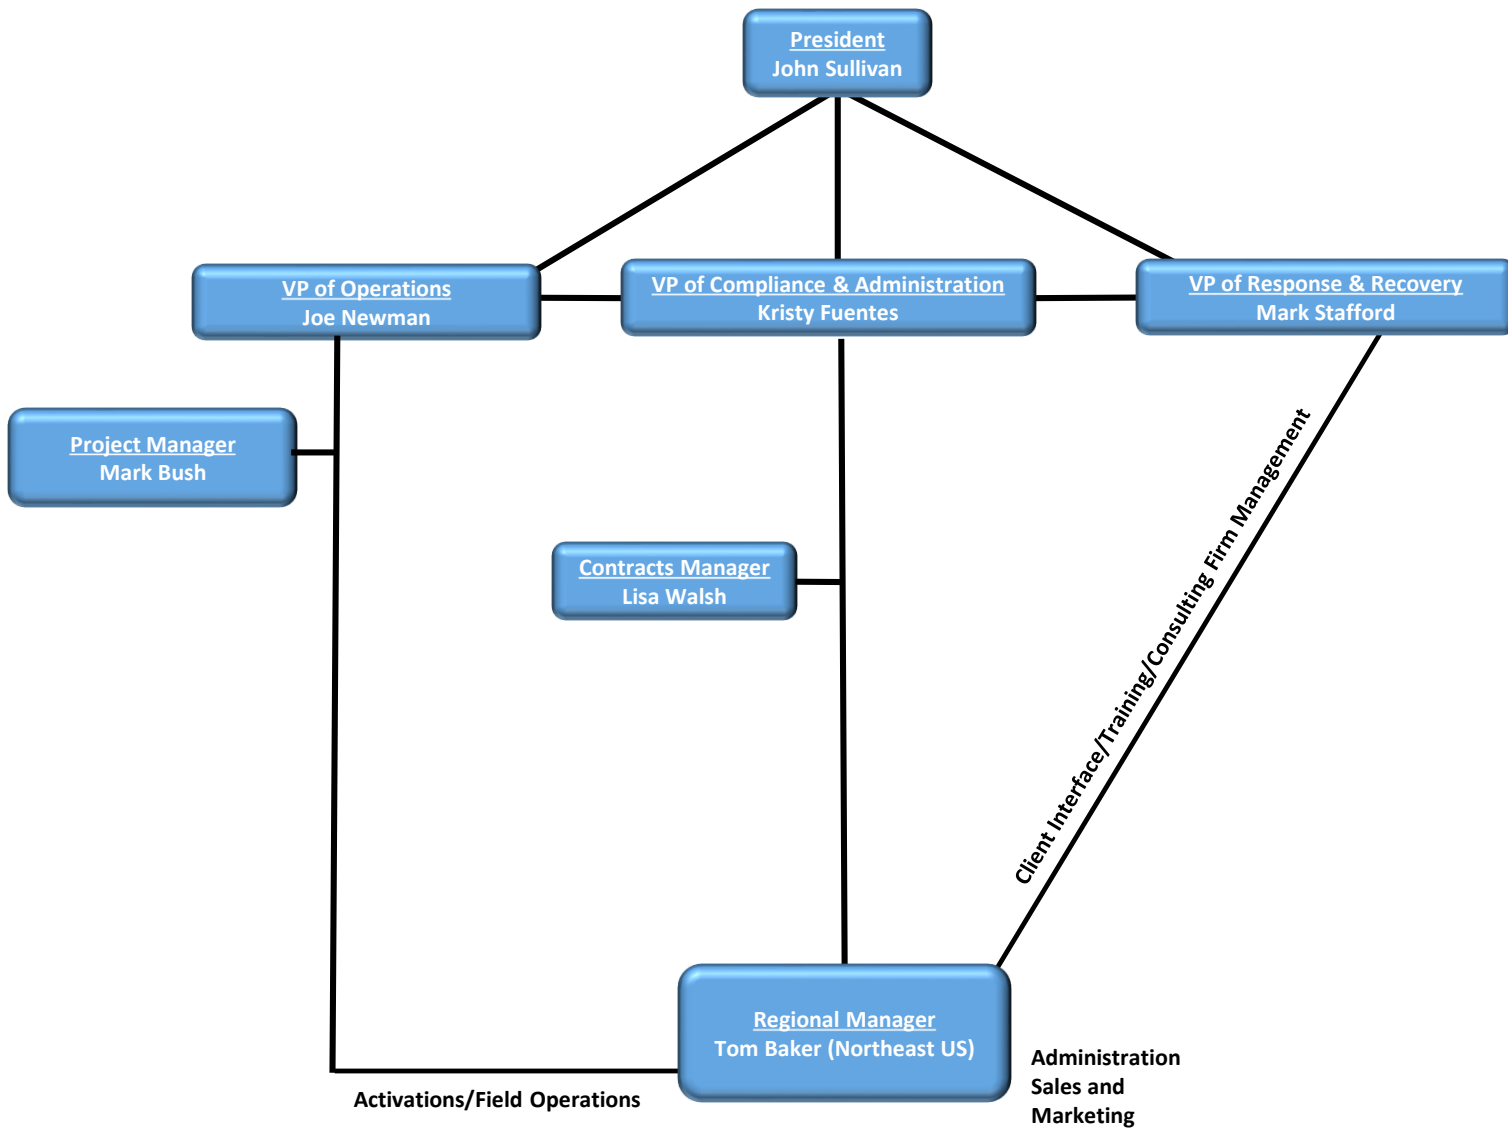 President
John Sullivan
VP of Operations
Joe Newman
VP of Compliance & Administration
Kristy Fuentes
VP of Response & Recovery
Mark Stafford
Project Manager
Mark Bush
Contracts Manager
Lisa Walsh
Client Interface/Training/Consulting Firm Management
Regional Manager
Tom Baker (Northeast US)
Administration
Sales and
Marketing
Activations/Field Operations